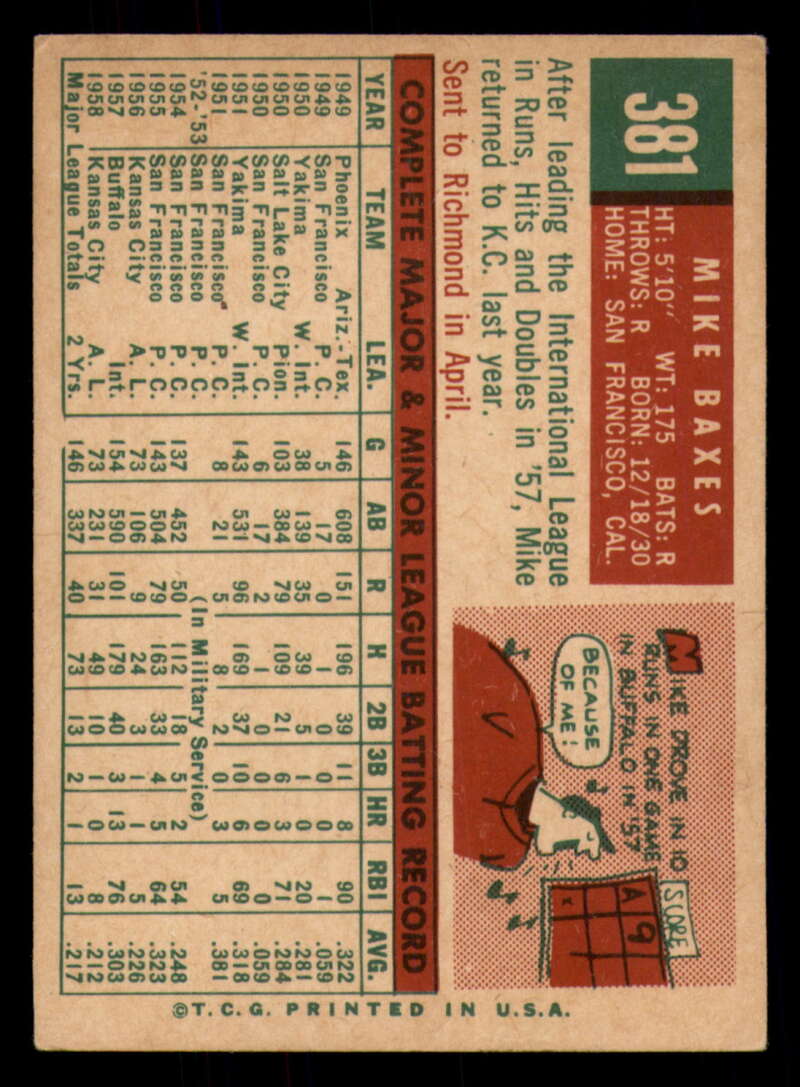 381
MIKE BAXES
HT: 5'10" WT: 175 BATS: R
THROWS: R BORN: 12/18/30
HOME: SAN FRANCISCO, CAL.
After leading the International League
in Runs, Hits and Doubles in '57, Mike
returned to K.C. last year.
Sent to Richmond in April.
MIKE DROVE IN 10
RUNS IN ONE GAME
IN BUFFALO IN '57
BECAUSE
OF ME!
SCORE
A 9
x
COMPLETE MAJOR & MINOR LEAGUE BATTING RECORD
YEAR TEAM LEA. G AB R H 2B 3B HR RBI AVG.
1949 Phoenix Ariz.-Tex. 146 608 151 196 39 11 8 90 .322
1949 San Francisco P. C. 5 17 0 1 0 0 0 1 .059
1950 Yakima W. Int. 38 139 35 39 5 1 0 20 .281
1950 Salt Lake City Pion. 103 384 79 109 21 6 3 71 .284
1950 San Francisco P. C. 6 17 2 1 0 0 0 0 .059
1951 Yakima W. Int. 143 531 96 169 37 10 6 69 .318
1951 San Francisco P. C. 8 21 5 8 2 0 3 5 .381
'52-'53 San Francisco P. C. (In Military Service)
1954 San Francisco P. C. 137 452 50 112 18 5 2 54 .248
1955 San Francisco P. C. 143 504 79 163 33 4 5 64 .323
1956 Kansas City A. L. 73 106 9 24 3 1 1 5 .226
1957 Buffalo Int. 154 590 101 179 40 3 13 76 .303
1958 Kansas City A. L. 73 231 31 49 10 1 0 8 .212
Major League Totals 2 Yrs. 146 337 40 73 13 2 1 13 .217
©T.C.G. PRINTED IN U.S.A.